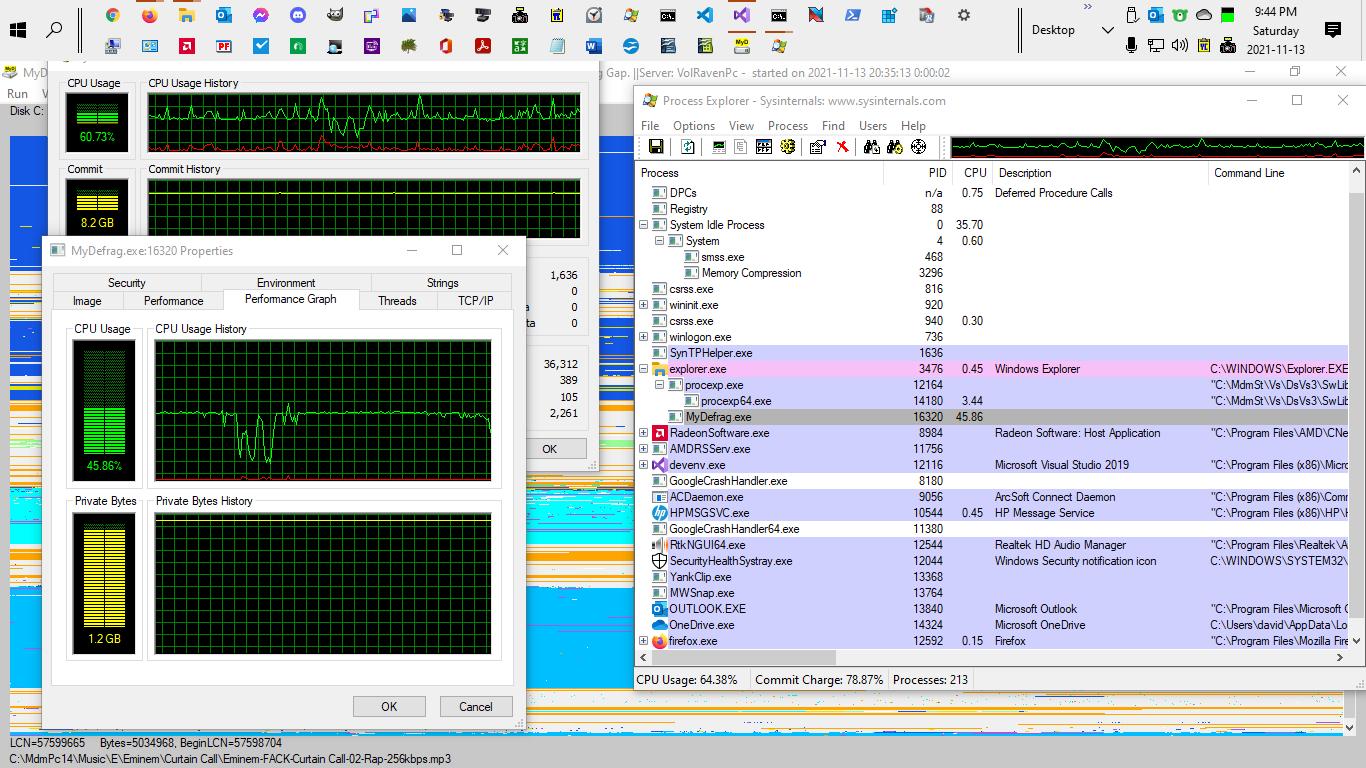 9:44 PM
Desktop
Saturday
2021-11-13
MyD
g Gap. ||Server: VolRavenPc - started on 2021-11-13 20:35:13 0:00:02
Run
Disk C:
CPU Usage
CPU Usage History
60.73%
Commit
Commit History
8.2 GB
1,636
0
0
0
36,312
389
105
2,261
OK
MyDefrag.exe:16320 Properties
Security Environment Strings
Image Performance Performance Graph Threads TCP/IP
CPU Usage
CPU Usage History
45.86%
Private Bytes
Private Bytes History
1.2 GB
OK Cancel
Process Explorer - Sysinternals: www.sysinternals.com
File Options View Process Find Users Help
Process PID CPU Description Command Line
DPCs n/a 0.75 Deferred Procedure Calls
Registry 88
System Idle Process 0 35.70
System 4 0.60
smss.exe 468
Memory Compression 3296
csrss.exe 816
wininit.exe 920
csrss.exe 940 0.30
winlogon.exe 736
SynTPHelper.exe 1636
explorer.exe 3476 0.45 Windows Explorer C:\WINDOWS\Explorer.EXE
procexp.exe 12164 "C:\MdmSt\Vs\DsVs3\SwLib
procexp64.exe 14180 3.44 "C:\MdmSt\Vs\DsVs3\SwLib
MyDefrag.exe 16320 45.86
RadeonSoftware.exe 8984 Radeon Software: Host Application "C:\Program Files\AMD\CNe
AMDRSServ.exe 11756
devenv.exe 12116 Microsoft Visual Studio 2019 "C:\Program Files (x86)\Micro
GoogleCrashHandler.exe 8180
ACDaemon.exe 9056 ArcSoft Connect Daemon "C:\Program Files (x86)\Comm
HPMSGSVC.exe 10544 0.45 HP Message Service "C:\Program Files (x86)\HP\H
GoogleCrashHandler64.exe 11380
RtkNGUI64.exe 12544 Realtek HD Audio Manager "C:\Program Files\Realtek\A
SecurityHealthSystray.exe 12044 Windows Security notification icon C:\WINDOWS\SYSTEM32\
YankClip.exe 13368
MWSnap.exe 13764
OUTLOOK.EXE 13840 Microsoft Outlook "C:\Program Files\Microsoft O
OneDrive.exe 14324 Microsoft OneDrive C:\Users\david\AppData\Lo
firefox.exe 12592 0.15 Firefox "C:\Program Files\Mozilla Fire
CPU Usage: 64.38% Commit Charge: 78.87% Processes: 213
LCN=57599665 Bytes=5034968, BeginLCN=57598704
C:\MdmPc14\Music\E\Eminem\Curtain Call\Eminem-FACK-Curtain Call-02-Rap-256kbps.mp3